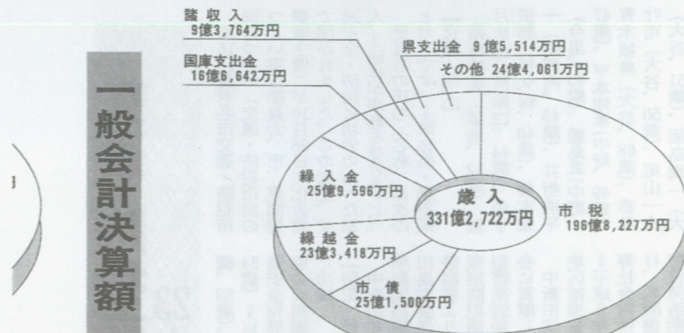 一般会計決算額
諸収入
9億3,764万円
国庫支出金
16億6,642万円
県支出金 9億5,514万円
その他 24億4,061万円
繰入金
25億9,596万円
歳入
331億2,722万円
市税
196億8,227万円
繰越金
23億3,418万円
市債
25億1,500万円